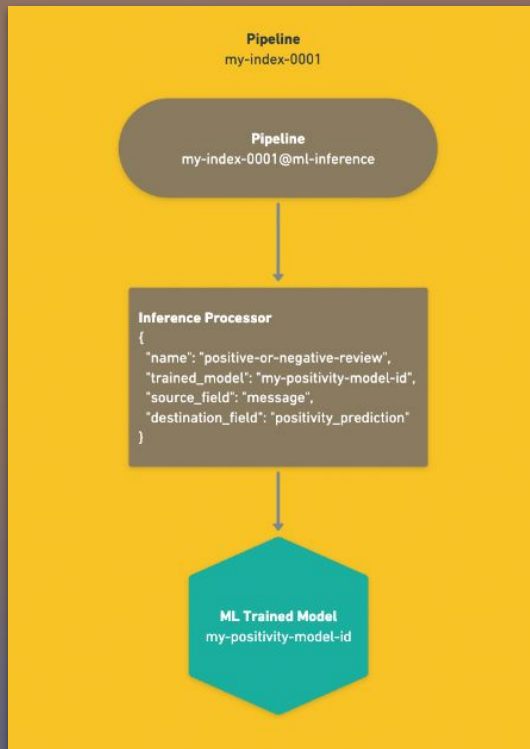 Pipeline
my-index-0001
Pipeline
my-index-0001@ml-inference
Inference Processor
{
"name": "positive-or-negative-review",
"trained_model": "my-positivity-model-id",
"source_field": "message",
"destination_field": "positivity_prediction"
}
ML Trained Model
my-positivity-model-id